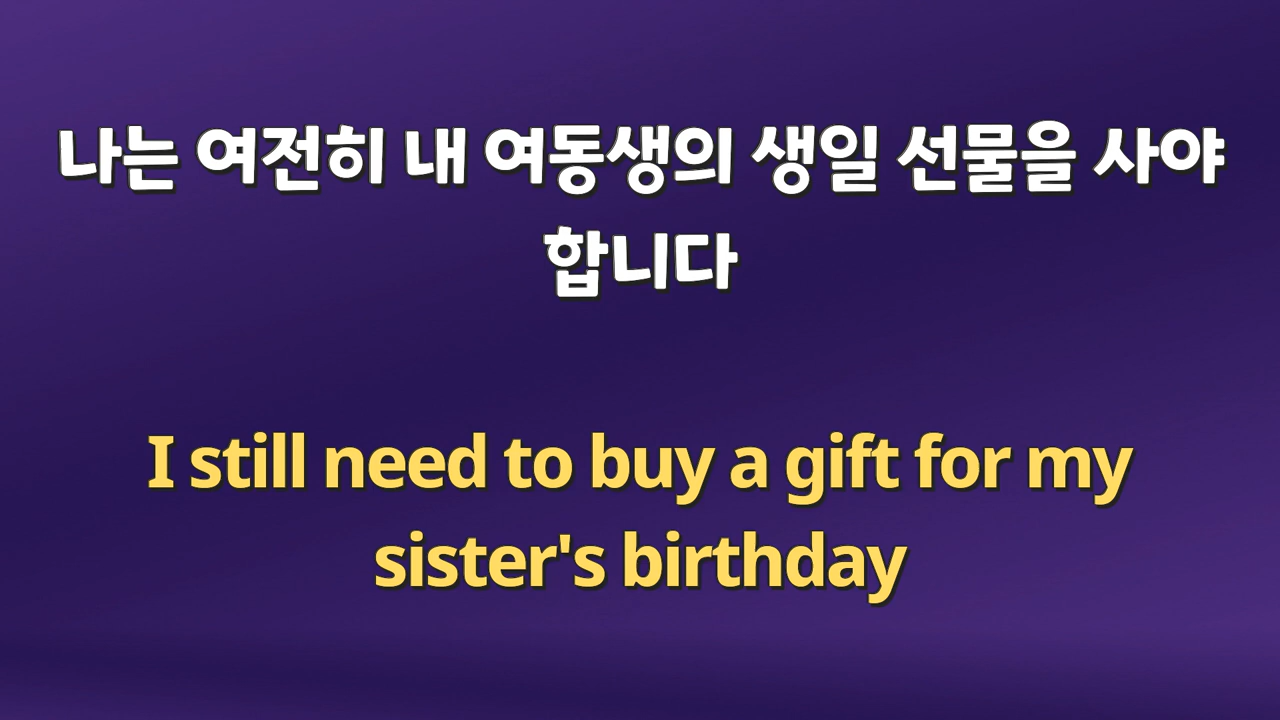 나는 여전히 내 여동생의 생일 선물을 사야
합니다
I still need to buy a gift for my
sister's birthday